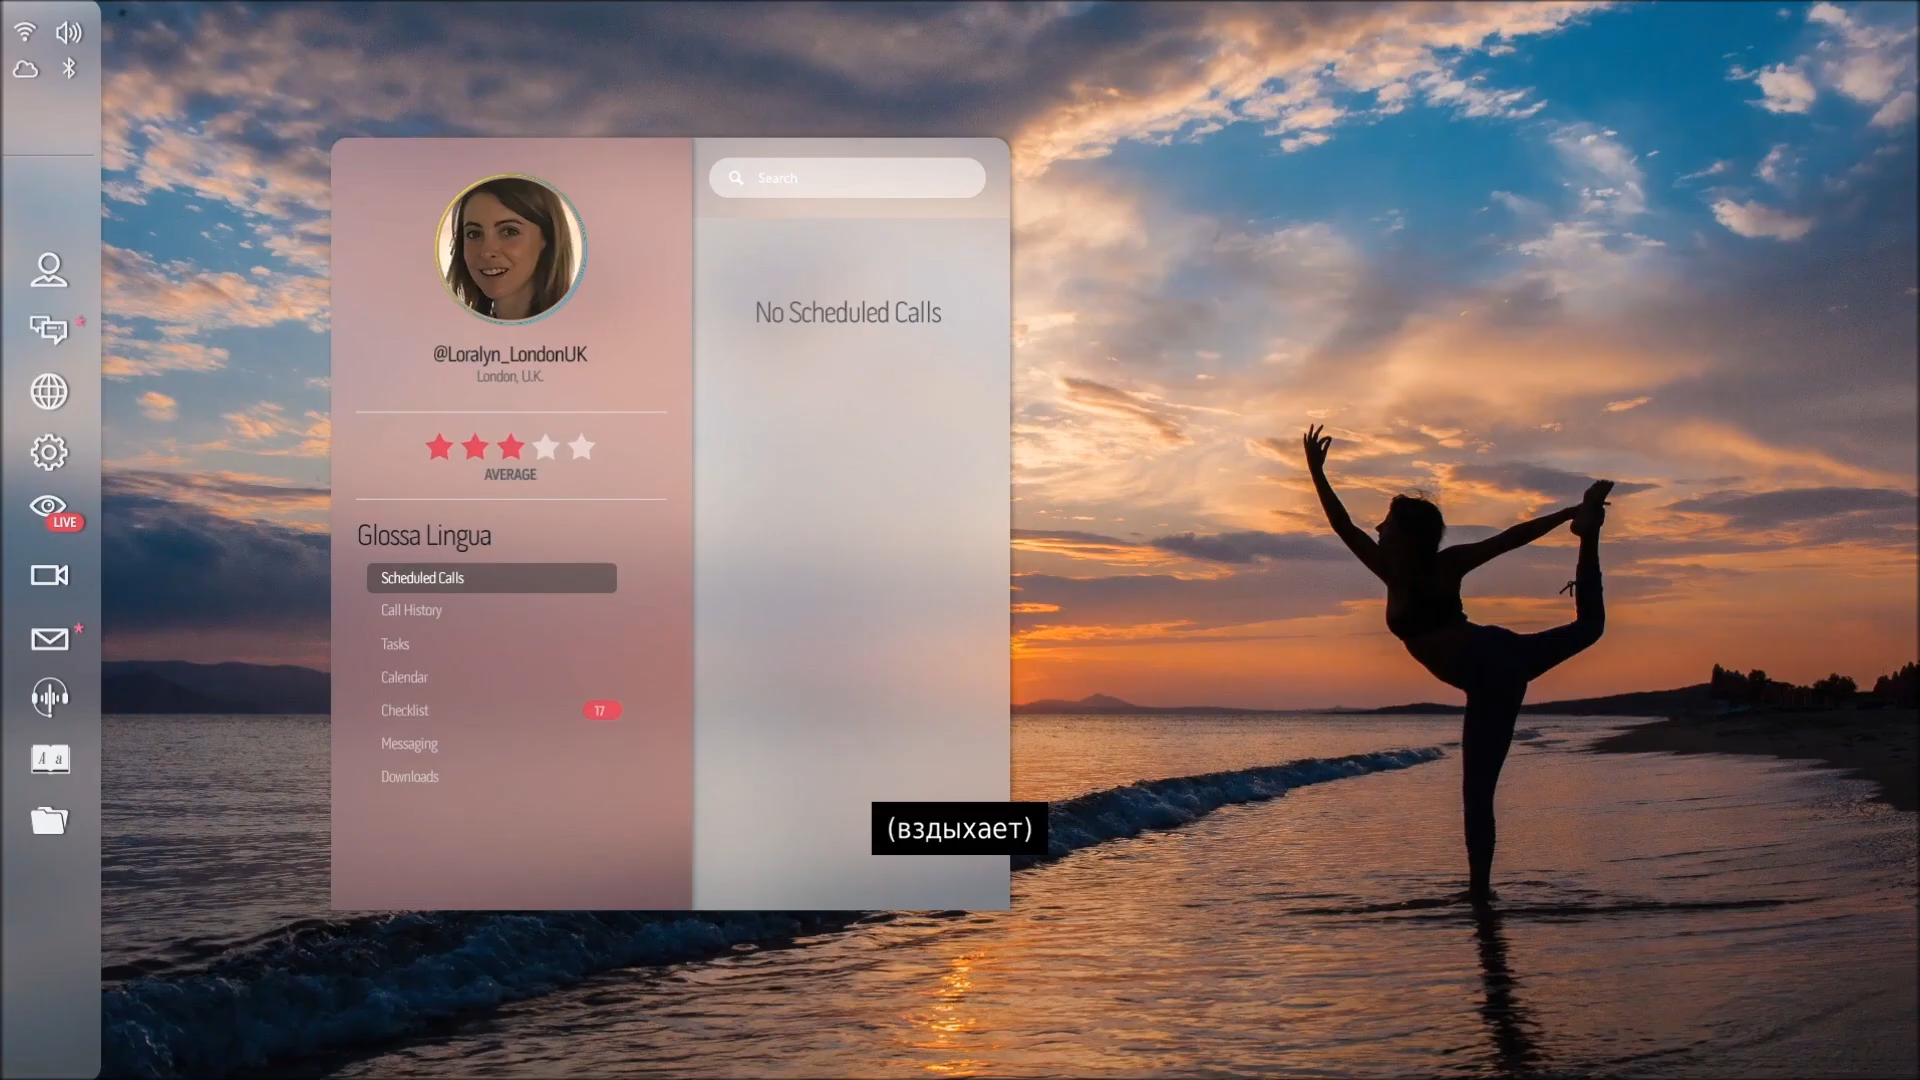 Search
No Scheduled Calls
@Loralyn_LondonUK
London, U.K.
AVERAGE
Glossa Lingua
Scheduled Calls
Call History
Tasks
Calendar
Checklist 17
Messaging
Downloads
LIVE
A a
(вздыхает)